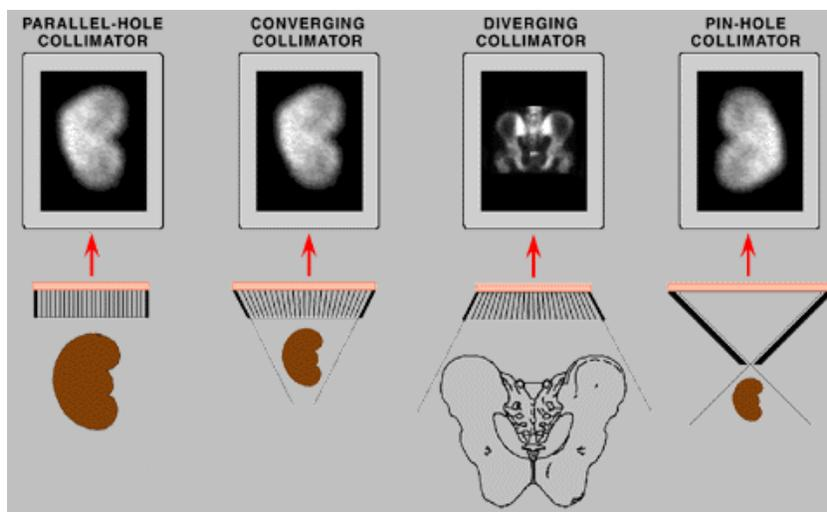 PARALLEL-HOLE
COLLIMATOR
CONVERGING
COLLIMATOR
DIVERGING
COLLIMATOR
PIN-HOLE
COLLIMATOR